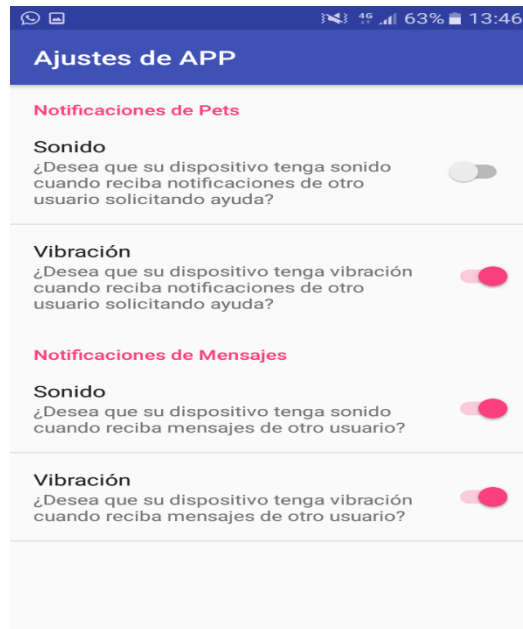 4G 63% 13:46
Ajustes de APP
Notificaciones de Pets
Sonido
¿Desea que su dispositivo tenga sonido
cuando reciba notificaciones de otro
usuario solicitando ayuda?
Vibración
¿Desea que su dispositivo tenga vibración
cuando reciba notificaciones de otro
usuario solicitando ayuda?
Notificaciones de Mensajes
Sonido
¿Desea que su dispositivo tenga sonido
cuando reciba mensajes de otro usuario?
Vibración
¿Desea que su dispositivo tenga vibración
cuando reciba mensajes de otro usuario?